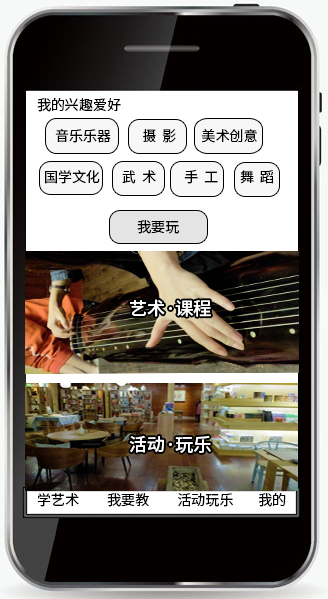 我的兴趣爱好
音乐乐器 摄 影 美术创意
国学文化 武 术 手 工 舞 蹈
我要玩
艺术·课程
活动·玩乐
学艺术 我要教 活动玩乐 我的